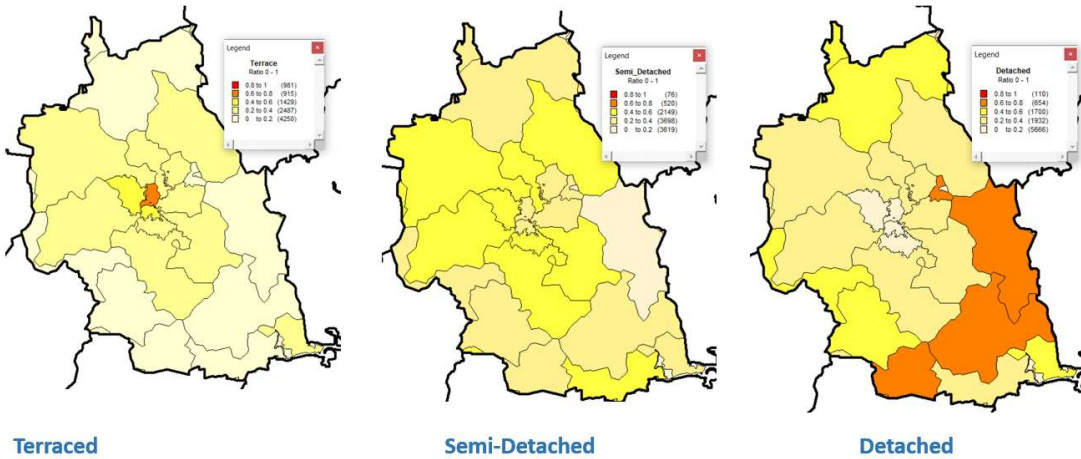 Legend
Terrace
Ratio 0 - 1
0.8 to 1 (961)
0.6 to 0.8 (915)
0.4 to 0.6 (1429)
0.2 to 0.4 (2487)
0 to 0.2 (4250)
Legend
Semi_Detached
Ratio 0 - 1
0.8 to 1 (76)
0.6 to 0.8 (520)
0.4 to 0.6 (2149)
0.2 to 0.4 (3698)
0 to 0.2 (3619)
Legend
Detached
Ratio 0 - 1
0.8 to 1 (110)
0.6 to 0.8 (654)
0.4 to 0.6 (1700)
0.2 to 0.4 (1932)
0 to 0.2 (5666)
Terraced
Semi-Detached
Detached